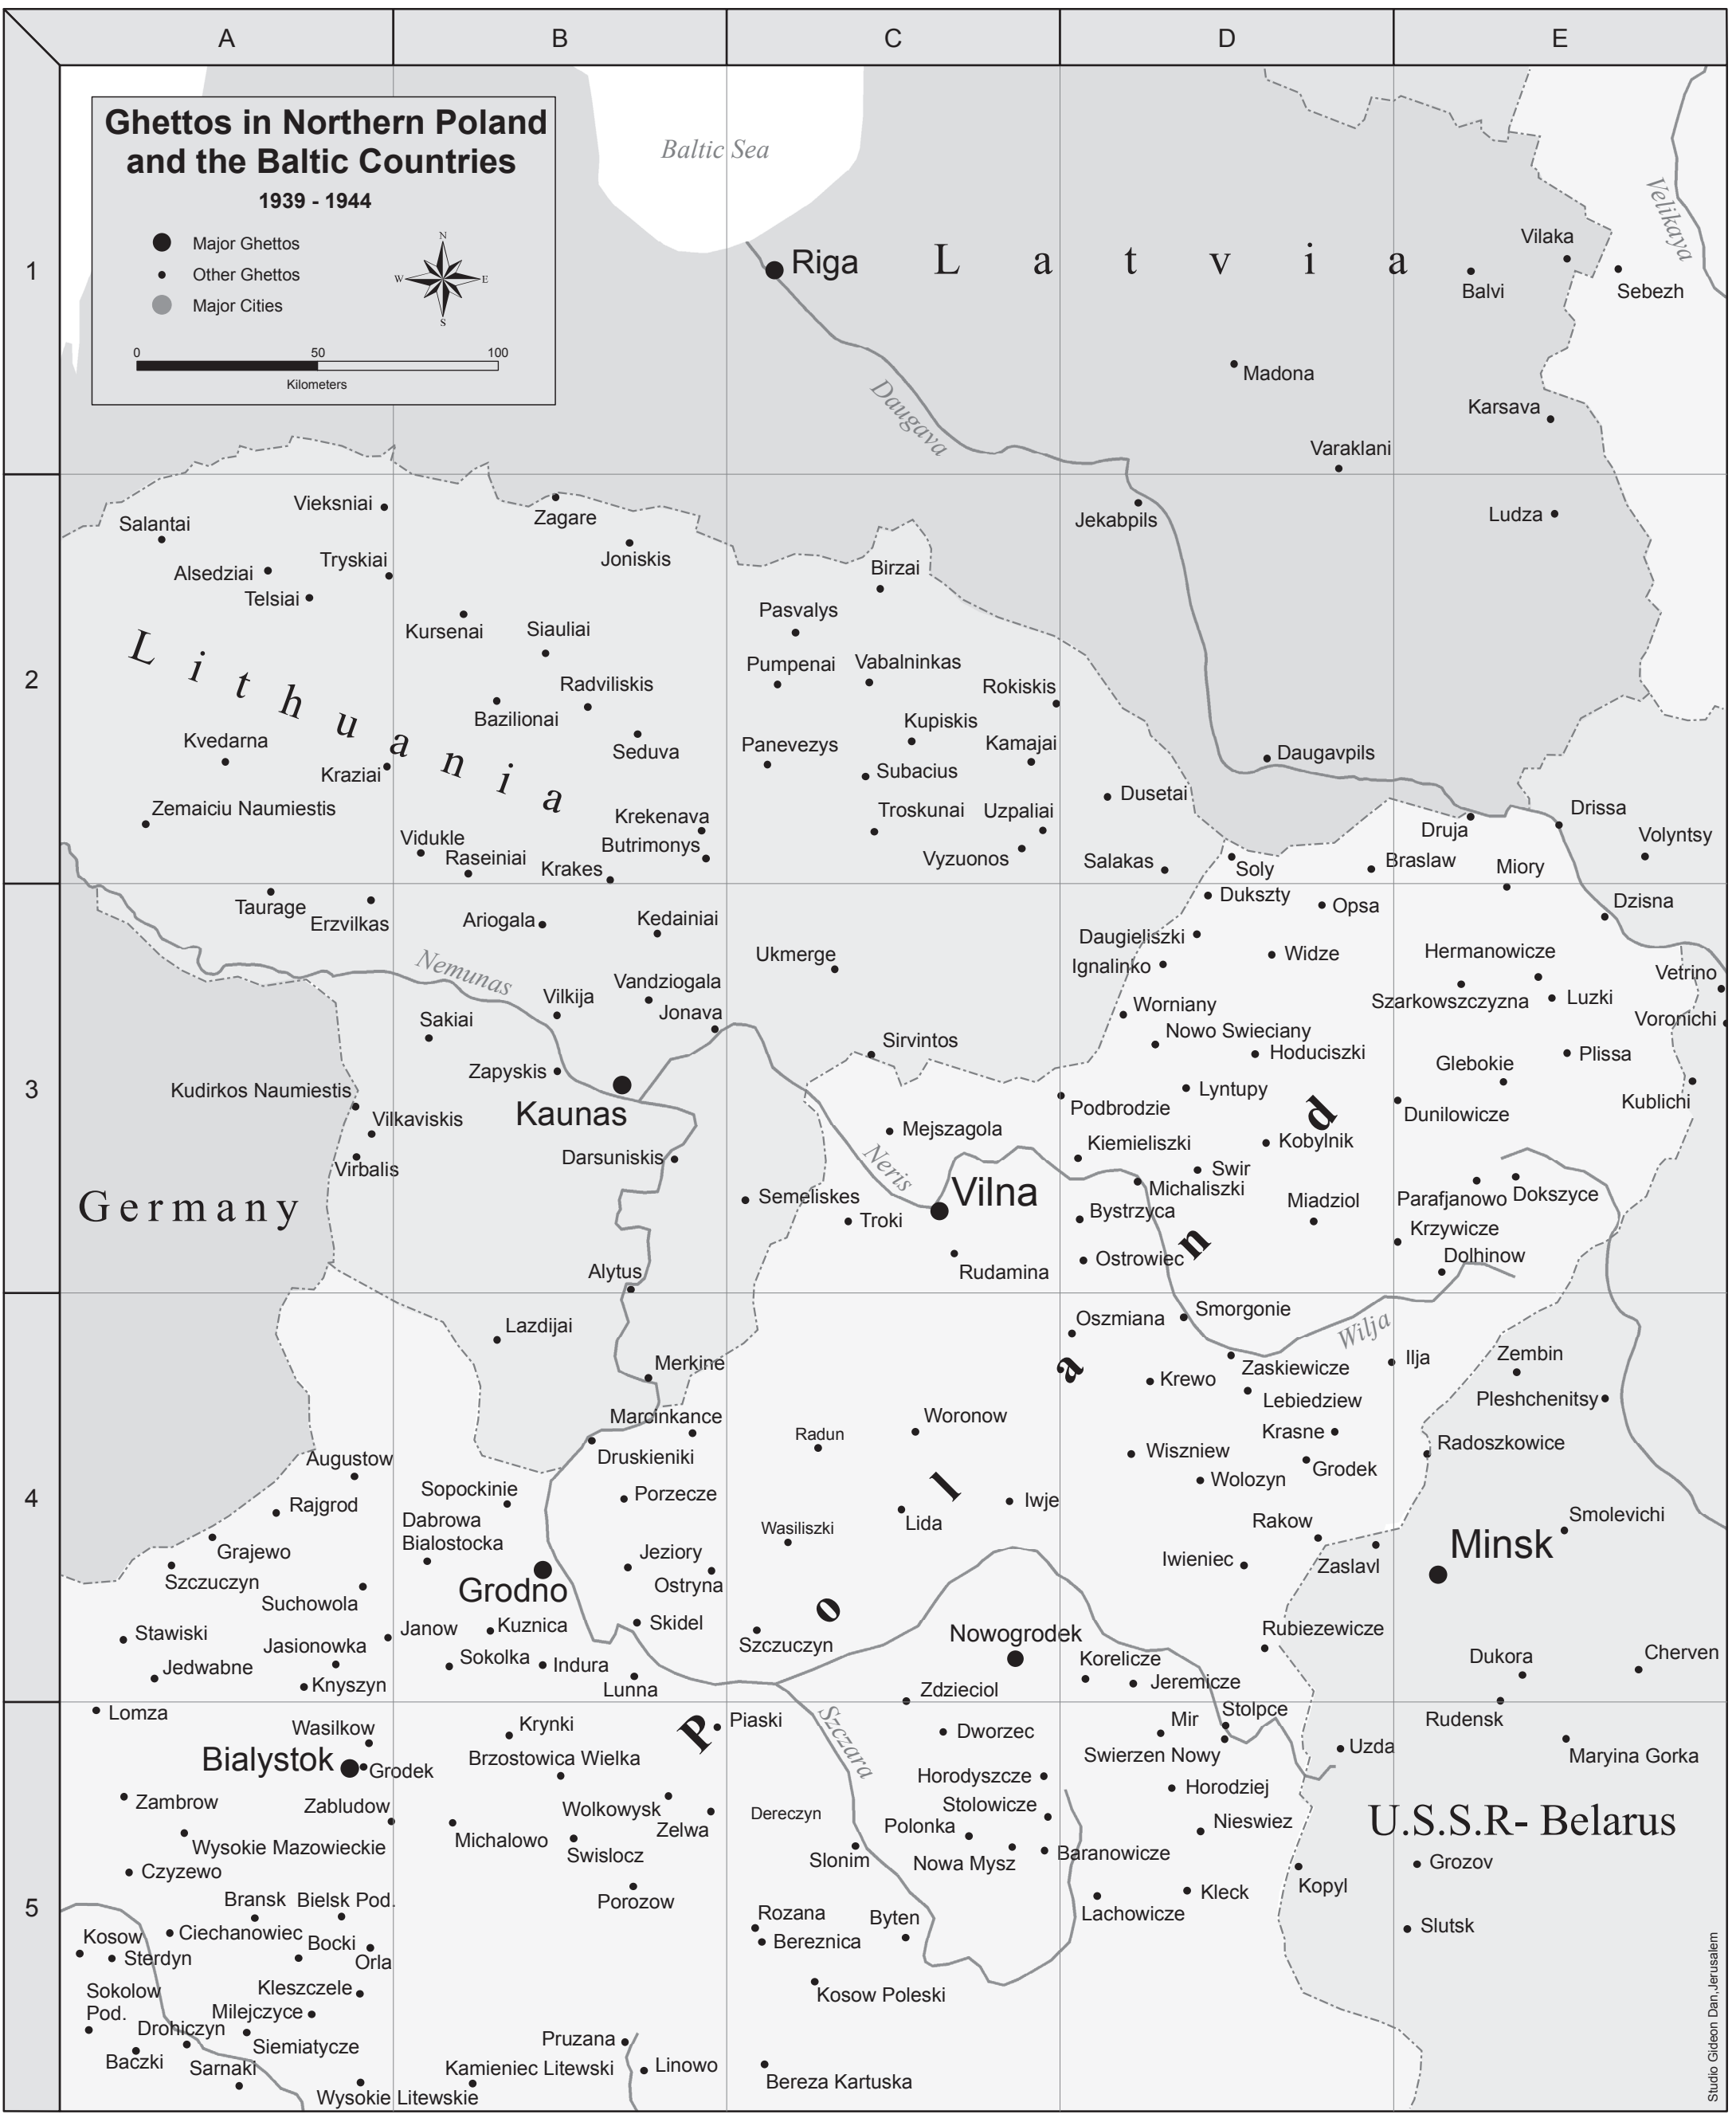 A
B
C
D
E
Ghettos in Northern Poland
and the Baltic Countries
1939 - 1944
Major Ghettos
Other Ghettos
Major Cities
N
W
E
S
0
50
100
Kilometers
1
Baltic Sea
Riga
Latvia
Vilaka
Velikaya
Balvi
Sebezh
Madona
Daugava
Karsava
Varaklani
2
Vieksniai
Salantai
Zagare
Jekabpils
Ludza
Tryskiai
Joniskis
Alsedziai
Telsiai
Birzai
Pasvalys
Kursenai
Siauliai
Lithuania
Pumpenai
Vabalninkas
Radviliskis
Rokiskis
Bazilionai
Kupiskis
Kvedarna
Seduva
Panevezys
Kamajai
Daugavpils
Kraziai
Subacius
Dusetai
Zemaiciu Naumiestis
Krekenava
Troskunai
Uzpaliai
Drissa
Druja
Volyntsy
Vidukle
Butrimonys
Raseiniai
Krakes
Vyzuonos
Salakas
Soly
Braslaw
Miory
3
Taurage
Erzvilkas
Ariogala
Kedainiai
Dukszty
Opsa
Dzisna
Daugieliszki
Ukmerge
Ignalinko
Widze
Hermanowicze
Nemunas
Vandziogala
Vetrino
Vilkija
Jonava
Worniany
Szarkowszczyzna
Luzki
Sakiai
Voronichi
Sirvintos
Nowo Swieciany
Hoduciszki
Plissa
Zapyskis
Glebokie
Kudirkos Naumiestis
Kaunas
Lyntupy
Podbrodzie
Dunilowicze
Kublichi
Vilkaviskis
Mejszagola
Kiemieliszki
Kobylnik
Darsuniskis
Virbalis
Neris
Swir
Germany
Semeliskes
Vilna
Michaliszki
Miadziol
Parafjanowo
Dokszyce
Troki
Bystrzyca
Krzywicze
Ostrowiec
Dolhinow
Rudamina
Alytus
4
Smorgonie
Oszmiana
Lazdijai
Wilja
Merkine
Zaskiewicze
Ilja
Zembin
Krewo
Lebiedziew
Pleshchenitsy
Marcinkance
Woronow
Radun
Krasne
Radoszkowice
Druskieniki
Wiszniew
Augustow
Wolozyn
Grodek
Sopockinie
Porzecze
Rajgrod
Iwje
Dabrowa
Bialostocka
Lida
Smolevichi
Wasiliszki
Rakow
Minsk
Grajewo
Jeziory
Iwieniec
Zaslavl
Szczuczyn
Ostryna
Grodno
Suchowola
Poland
Stawiski
Janow
Kuznica
Skidel
Szczuczyn
Nowogrodek
Rubiezewicze
Jasionowka
Jedwabne
Sokolka
Indura
Korelicze
Dukora
Cherven
Knyszyn
Lunna
Zdzieciol
Jeremicze
5
Lomza
Szczara
Stolpce
Rudensk
Wasilkow
Krynki
Piaski
Dworzec
Mir
Bialystok
Grodek
Brzostowica Wielka
Swierzen Nowy
Uzda
Maryina Gorka
Horodyszcze
Horodziej
Zambrow
Zabludow
Wolkowysk
Dereczyn
Stolowicze
U.S.S.R- Belarus
Michalowo
Zelwa
Polonka
Nieswiez
Wysokie Mazowieckie
Swislocz
Slonim
Nowa Mysz
Baranowicze
Czyzewo
Grozov
Kleck
Kopyl
Bransk
Bielsk Pod.
Porozow
Rozana
Byten
Lachowicze
Kosow
Ciechanowiec
Bocki
Bereznica
Slutsk
Sterdyn
Orla
Sokolow
Pod.
Kleszczele
Kosow Poleski
Milejczyce
Drohiczyn
Siemiatycze
Pruzana
Baczki
Sarnaki
Kamieniec Litewski
Linowo
Wysokie Litewskie
Bereza Kartuska
Studio Gideon Dan,Jerusalem